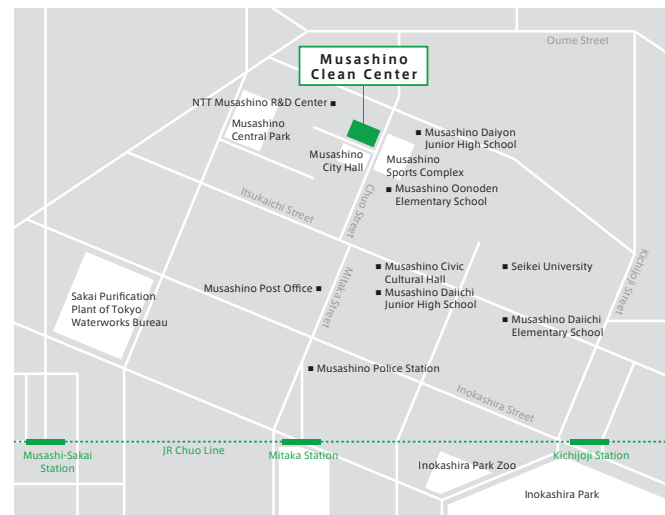 Oume Street
Musashino
Clean Center
NTT Musashino R&D Center
Musashino
Central Park
Musashino
City Hall
Musashino Daiyon
Junior High School
Musashino
Sports Complex
Musashino Oonoden
Elementary School
Itsukaichi Street
Chuo Street
Kichijoji Street
Musashino Civic
Cultural Hall
Seikei University
Musashino Post Office
Mitaka Street
Musashino Daiichi
Junior High School
Sakai Purification
Plant of Tokyo
Waterworks Bureau
Musashino Daiichi
Elementary School
Musashino Police Station
Inokashira Street
Musashi-Sakai
Station
JR Chuo Line
Mitaka Station
Kichijoji Station
Inokashira Park Zoo
Inokashira Park